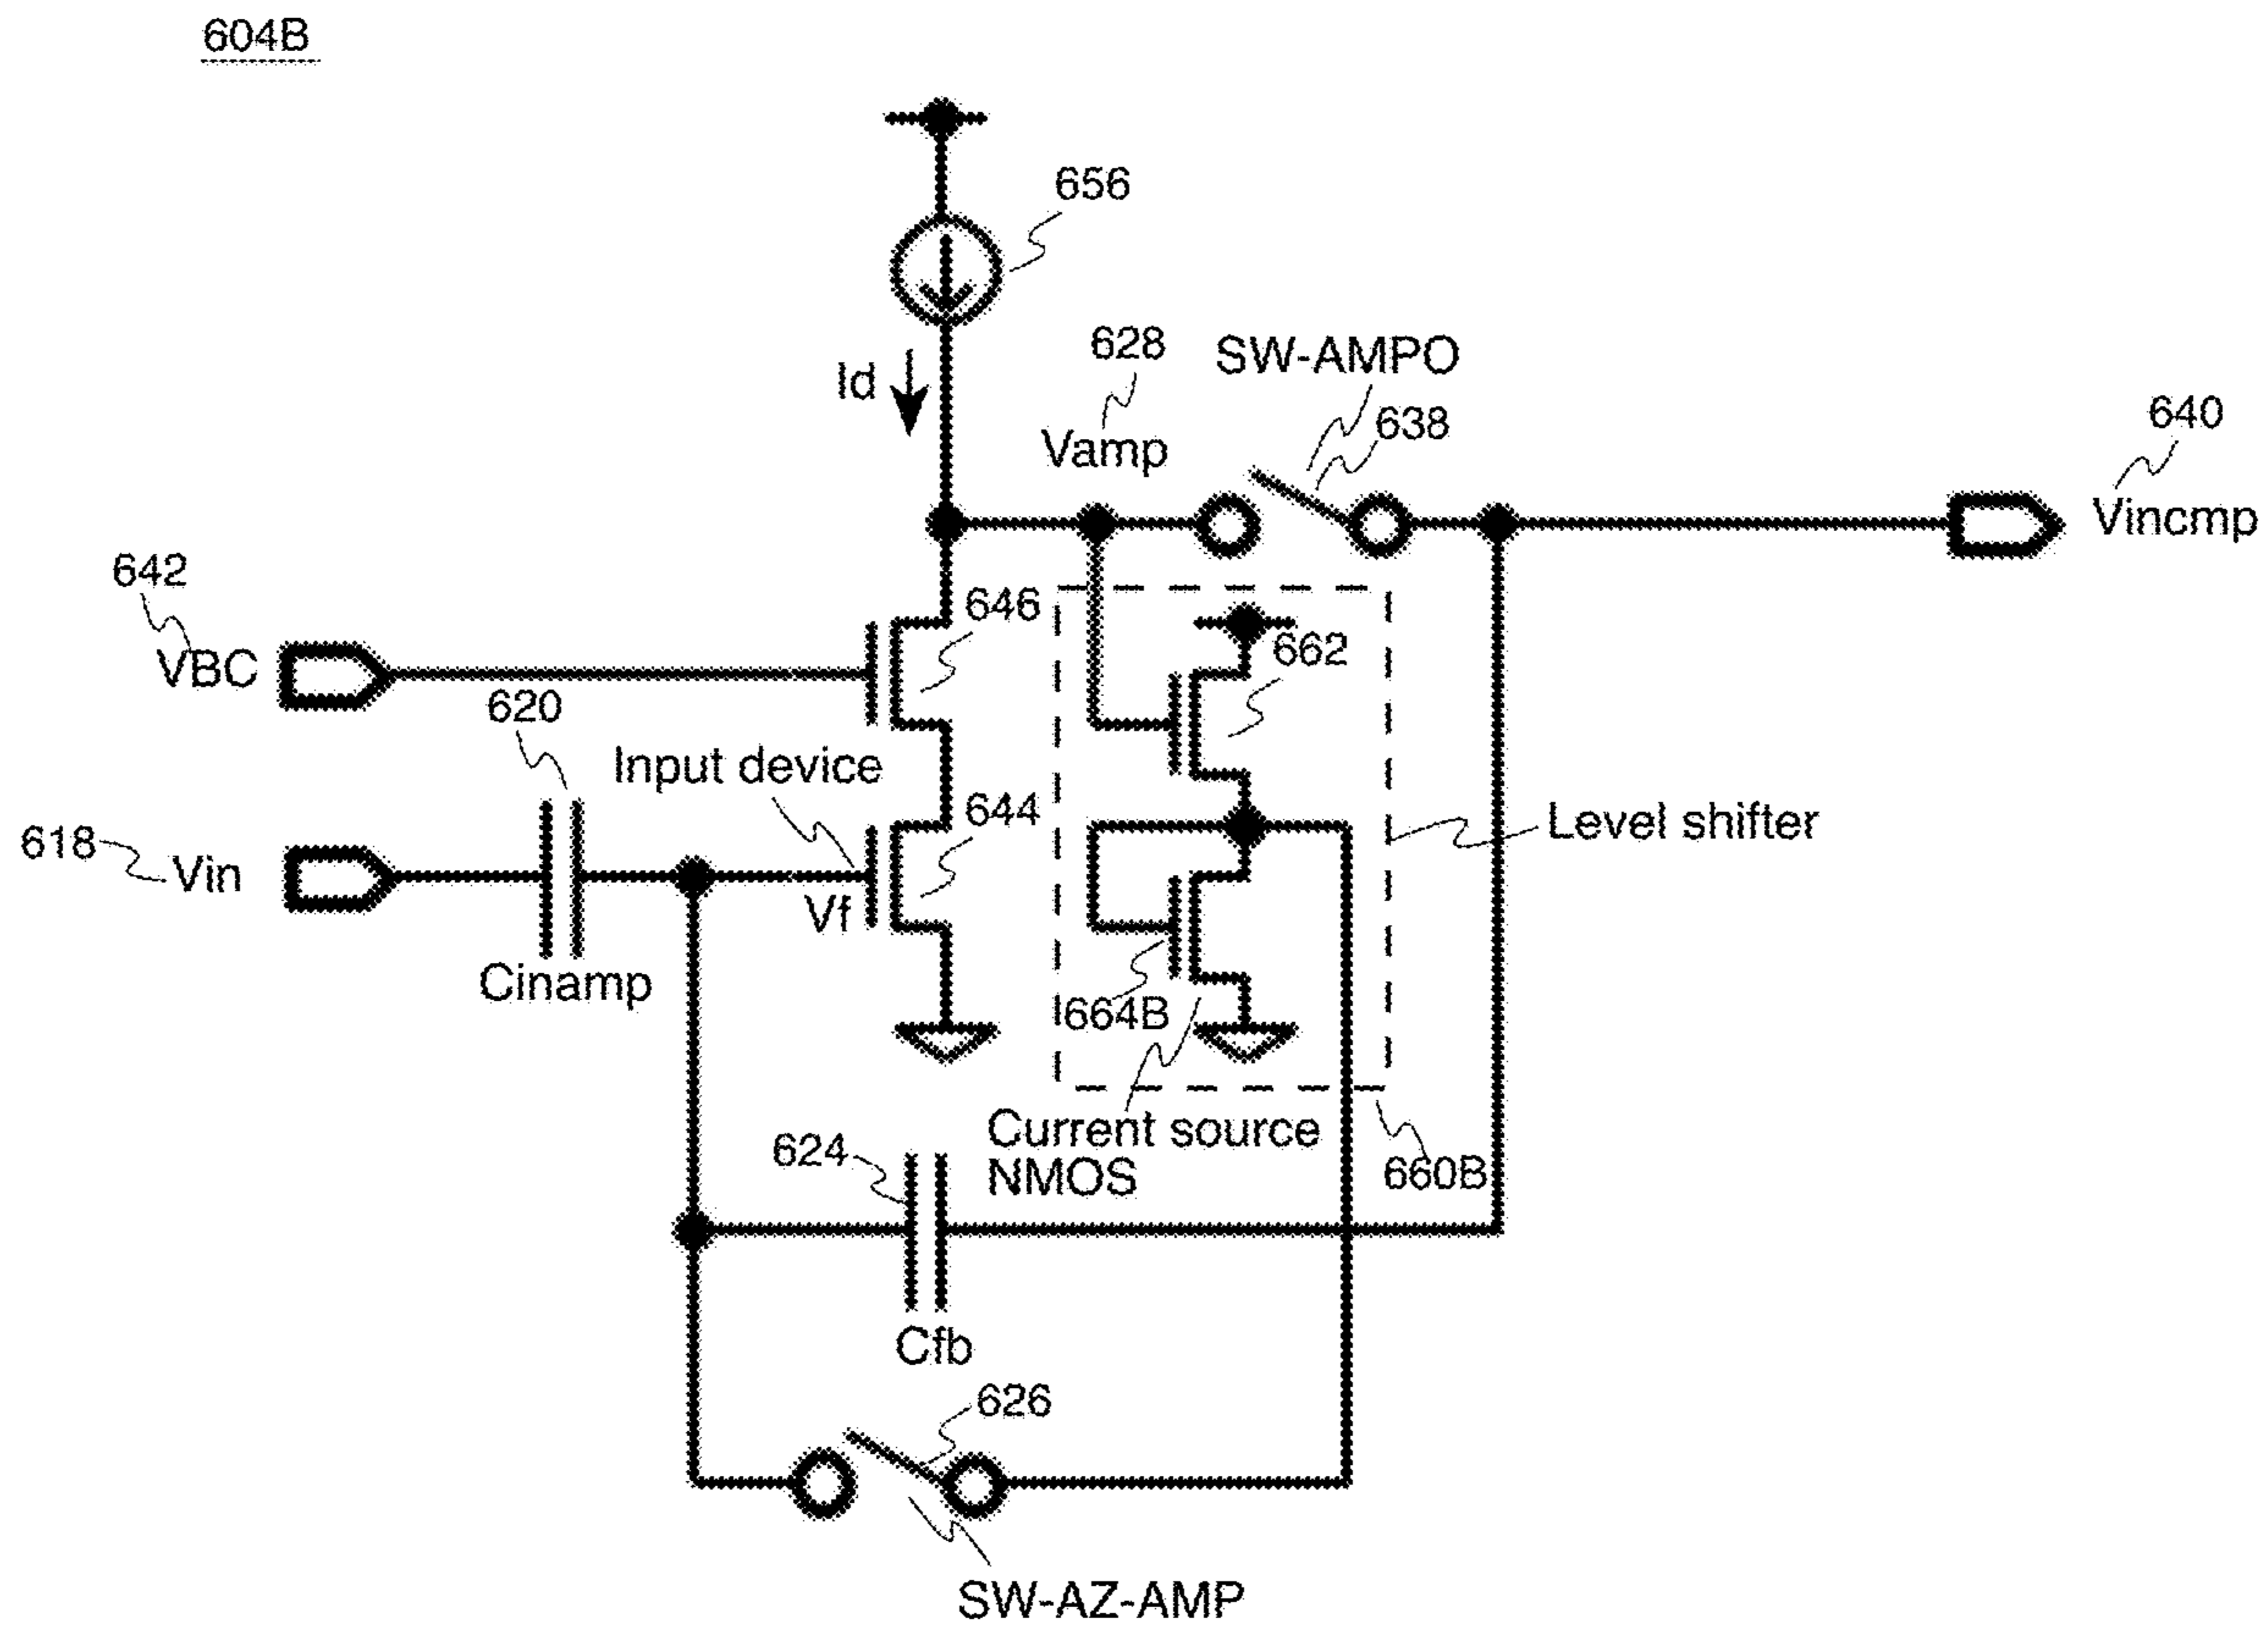 604B
656
Id
628
SW-AMPO
Vamp
638
640
Vincmp
642
VBC
646
662
620
Input device
644
618
Vin
Vf
Level shifter
Cinamp
664B
Current source
NMOS
660B
624
Cfb
626
SW-AZ-AMP